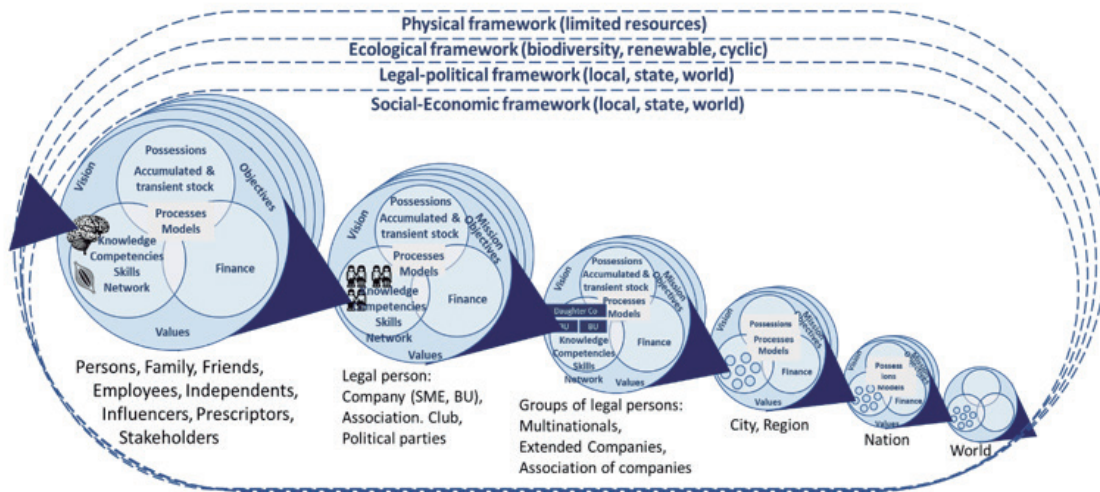 Physical framework (limited resources)
Ecological framework (biodiversity, renewable, cyclic)
Legal-political framework (local, state, world)
Social-Economic framework (local, state, world)
Vision
Possessions
Accumulated &
transient stock
Objectives
Processes
Models
Knowledge
Competencies
Skills
Network
Finance
Values
Persons, Family, Friends,
Employees, Independents,
Influencers, Prescriptors,
Stakeholders
Vision
Possessions
Accumulated &
transient stock
Mission
Objectives
Processes
Models
Knowledge
Competencies
Skills
Network
Finance
Values
Legal person:
Company (SME, BU),
Association. Club,
Political parties
Vision
Possessions
Accumulated &
transient stock
Mission
Objectives
Processes
Models
Daughter Co
BU
BU
Knowledge
Competencies
Skills
Network
Finance
Values
Groups of legal persons:
Multinationals,
Extended Companies,
Association of companies
Vision
Possessions
Mission
Objectives
Processes
Models
Finance
Values
City, Region
Vision
Possess
ions
Models
Finance
Values
Nation
World